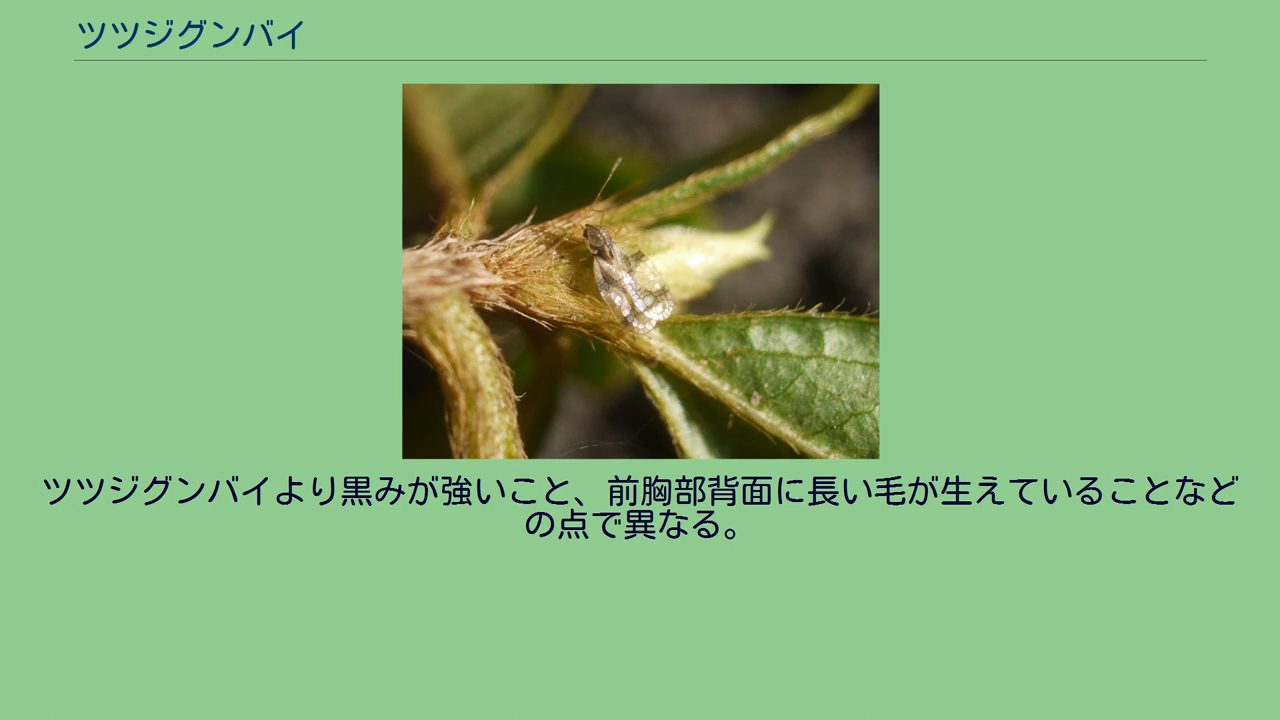 ツツジグンバイ
ツツジグンバイより黒みが強いこと、前胸部背面に長い毛が生えていることなど
の点で異なる。